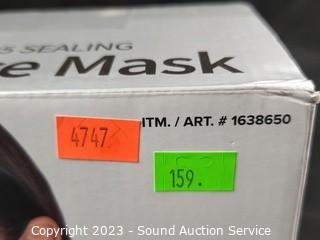 5 SEALING
e Mask
ITM. / ART. # 1638650
4747
159.
Copyright 2023 - Sound Auction Service